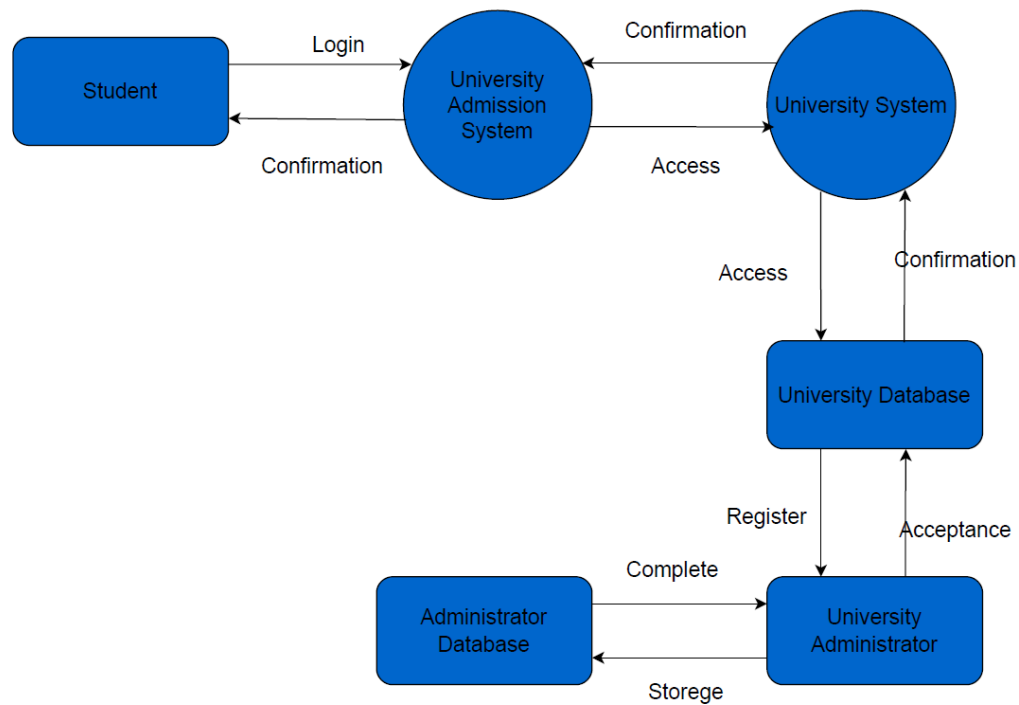 Login
Confirmation
Student
University
Admission
System
University System
Confirmation
Access
Access
Confirmation
University Database
Register
Acceptance
Complete
Administrator
Database
University
Administrator
Storege